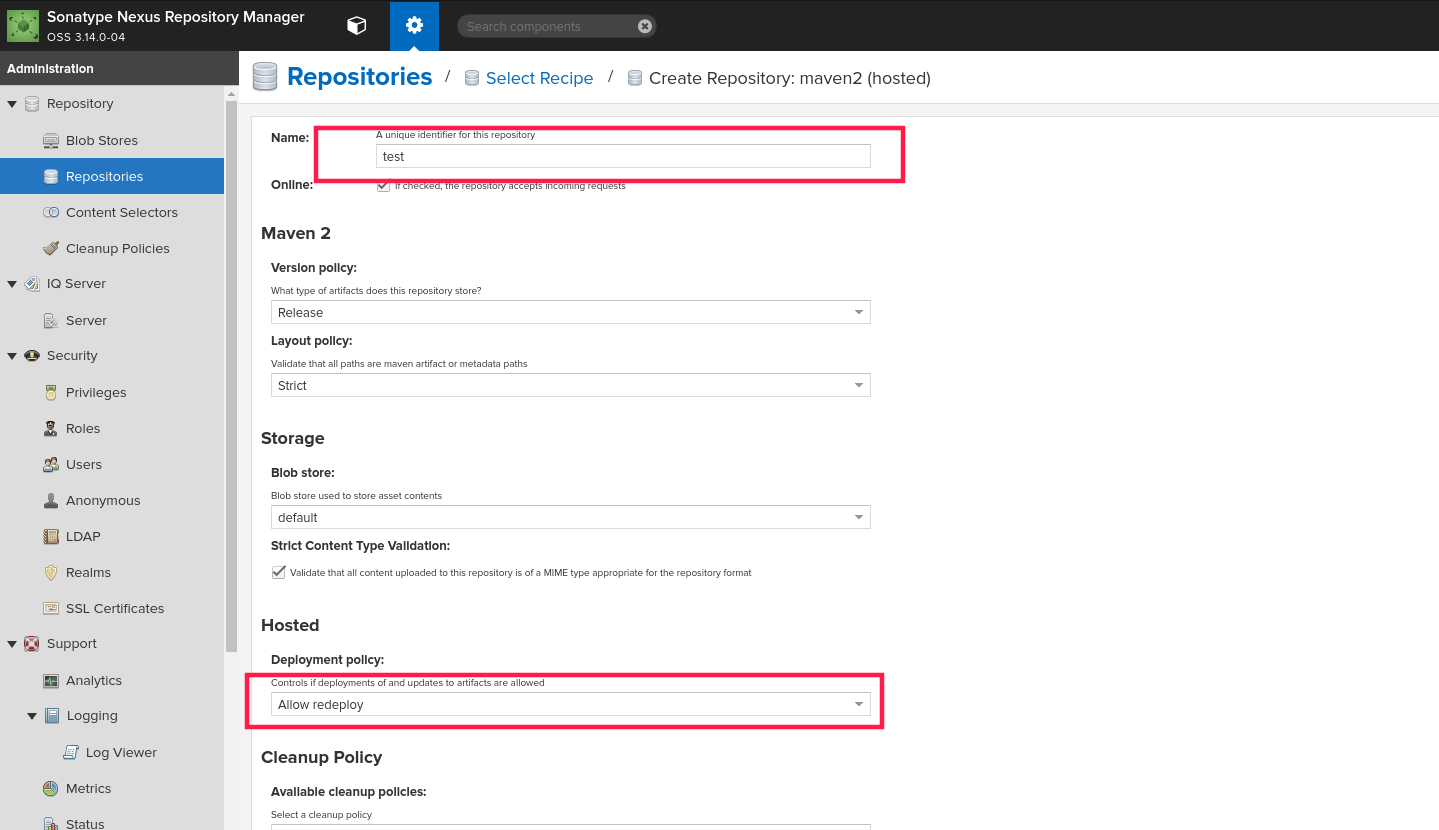 Sonatype Nexus Repository Manager
OSS 3.14.0-04
Search components
Administration
Repository
Blob Stores
Repositories
Content Selectors
Cleanup Policies
IQ Server
Server
Security
Privileges
Roles
Users
Anonymous
LDAP
Realms
SSL Certificates
Support
Analytics
Logging
Log Viewer
Metrics
Status
Repositories / Select Recipe / Create Repository: maven2 (hosted)
Name:
A unique identifier for this repository
test
Online:
If checked, the repository accepts incoming requests
Maven 2
Version policy:
What type of artifacts does this repository store?
Release
Layout policy:
Validate that all paths are maven artifact or metadata paths
Strict
Storage
Blob store:
Blob store used to store asset contents
default
Strict Content Type Validation:
Validate that all content uploaded to this repository is of a MIME type appropriate for the repository format
Hosted
Deployment policy:
Controls if deployments of and updates to artifacts are allowed
Allow redeploy
Cleanup Policy
Available cleanup policies:
Select a cleanup policy